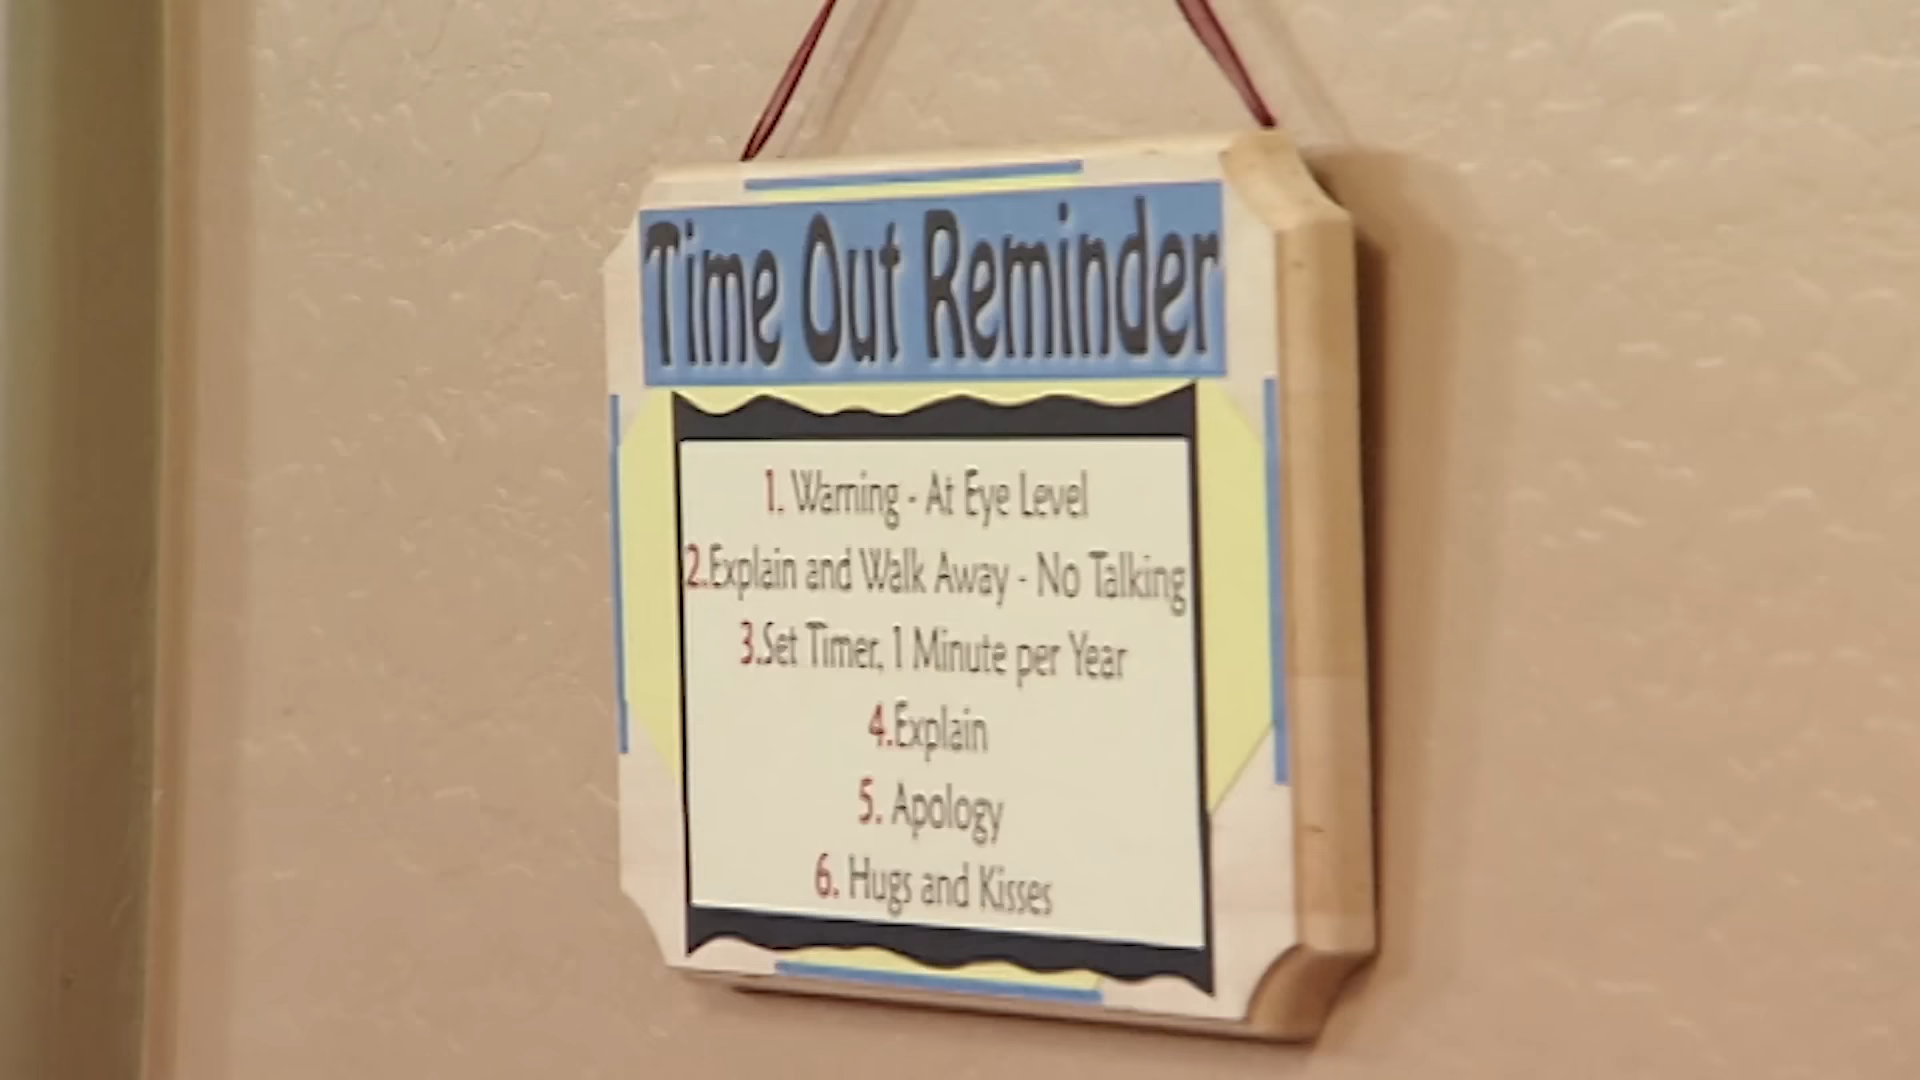 Time Out Reminder
1. Warning - At Eye Level
2.Explain and Walk Away - No Talking
3.Set Timer, 1 Minute per Year
4.Explain
5. Apology
6. Hugs and Kisses